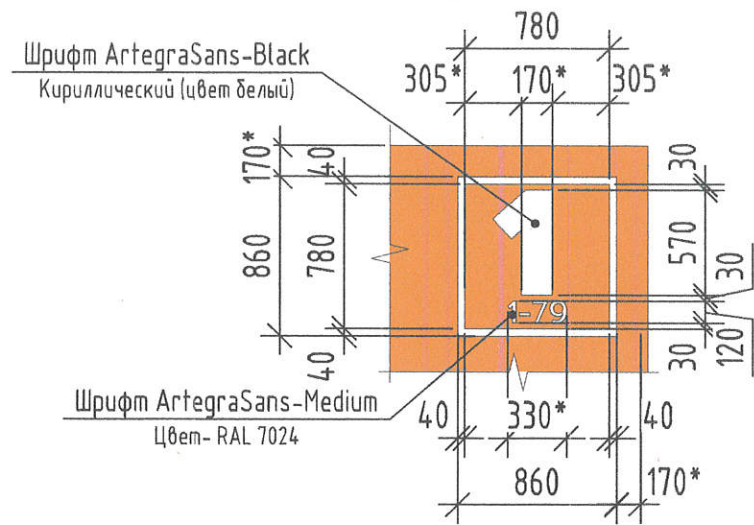 780
Шрифт ArtegraSans-Black
Кириллический (цвет белый)
305* 170* 305*
170* 40 30
860 780 570 30
1-79
40 30 120
Шрифт ArtegraSans-Medium
Цвет- RAL 7024
40 330* 40
860 170*